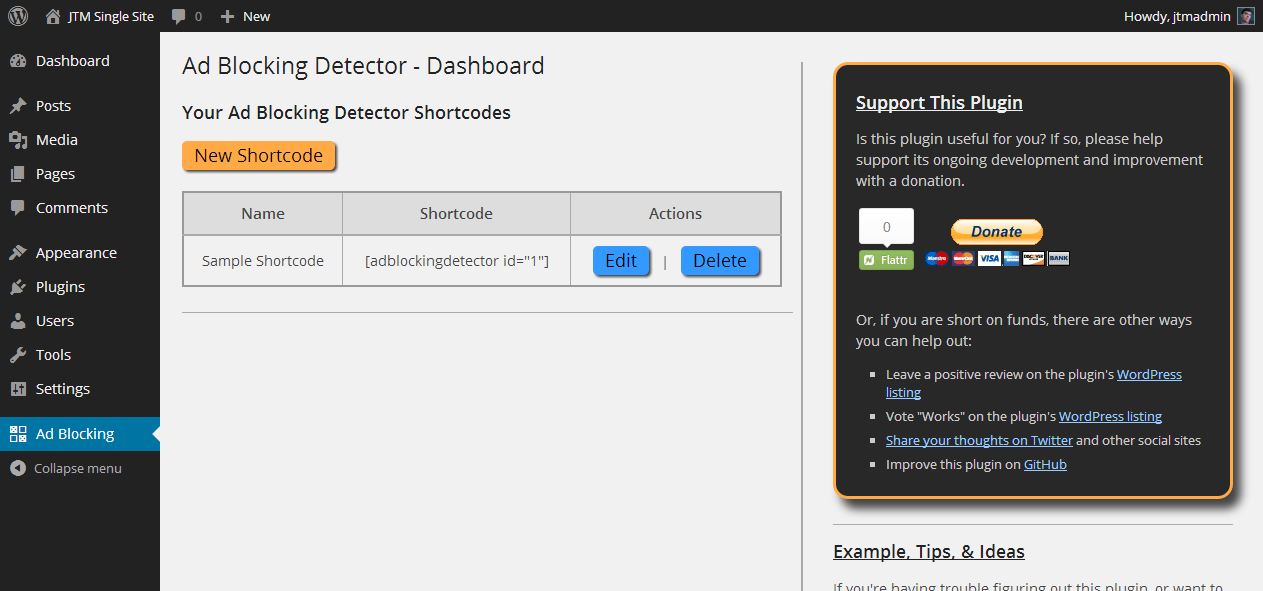 JTM Single Site 0 New Howdy, jtmadmin
Dashboard
Posts
Media
Pages
Comments
Appearance
Plugins
Users
Tools
Settings
Ad Blocking
Collapse menu
Ad Blocking Detector - Dashboard
Your Ad Blocking Detector Shortcodes
New Shortcode
Name Shortcode Actions
Sample Shortcode [adblockingdetector id="1"] Edit | Delete
Support This Plugin
Is this plugin useful for you? If so, please help
support its ongoing development and improvement
with a donation.
0
Flattr
Donate
Maestro MasterCard VISA DISCOVER BANK
Or, if you are short on funds, there are other ways
you can help out:
Leave a positive review on the plugin's WordPress
listing
Vote "Works" on the plugin's WordPress listing
Share your thoughts on Twitter and other social sites
Improve this plugin on GitHub
Example, Tips, & Ideas
If you're having trouble figuring out this plugin, or want to